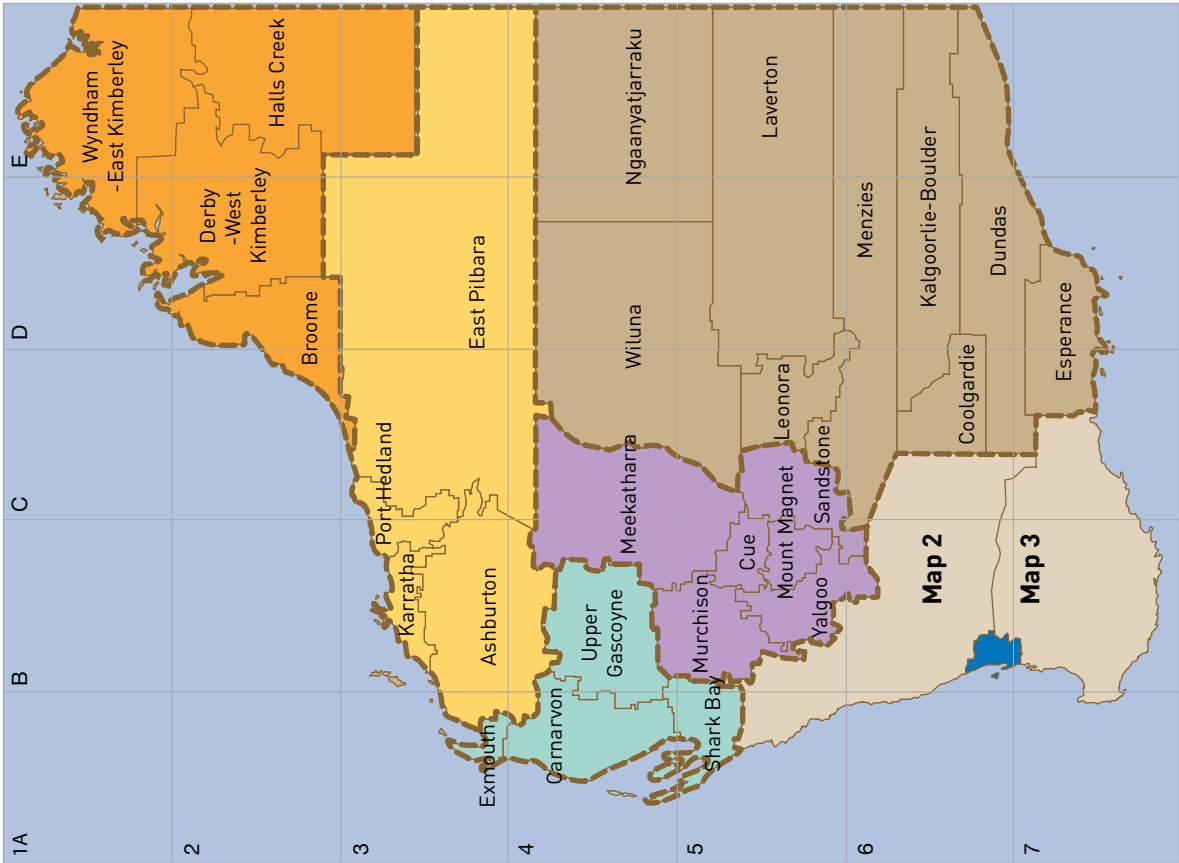 1A
B
C
D
E
2
3
4
5
6
7
Wyndham
-East Kimberley
Halls Creek
Derby
-West
Kimberley
Broome
East Pilbara
Port Hedland
Karratha
Ashburton
Exmouth
Carnarvon
Upper
Gascoyne
Shark Bay
Murchison
Meekatharra
Cue
Mount Magnet
Sandstone
Yalgoo
Wiluna
Ngaanyatjarraku
Laverton
Leonora
Menzies
Kalgoorlie-Boulder
Coolgardie
Dundas
Esperance
Map 2
Map 3